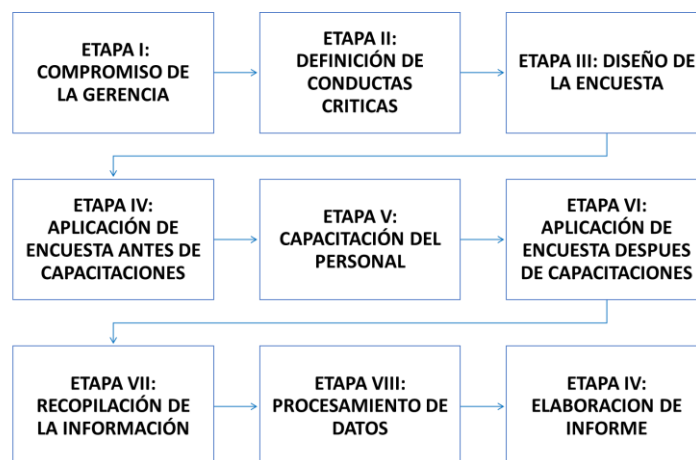 ETAPA I:
COMPROMISO DE
LA GERENCIA
ETAPA II:
DEFINICIÓN DE
CONDUCTAS
CRITICAS
ETAPA III: DISEÑO DE
LA ENCUESTA
ETAPA IV:
APLICACIÓN DE
ENCUESTA ANTES DE
CAPACITACIONES
ETAPA V:
CAPACITACIÓN DEL
PERSONAL
ETAPA VI:
APLICACIÓN DE
ENCUESTA DESPUES
DE CAPACITACIONES
ETAPA VII:
RECOPILACIÓN DE
LA INFORMACIÓN
ETAPA VIII:
PROCESAMIENTO DE
DATOS
ETAPA IV:
ELABORACION DE
INFORME